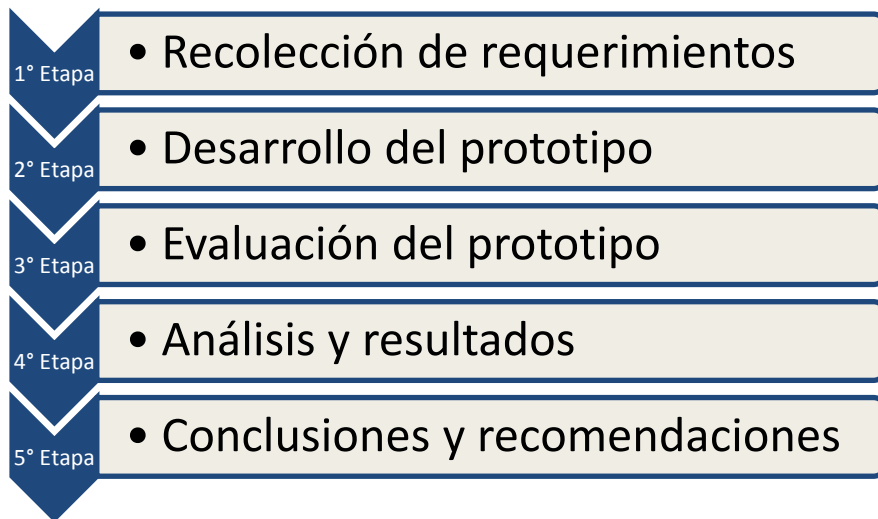 1° Etapa
• Recolección de requerimientos
2° Etapa
• Desarrollo del prototipo
3° Etapa
• Evaluación del prototipo
4° Etapa
• Análisis y resultados
5° Etapa
• Conclusiones y recomendaciones